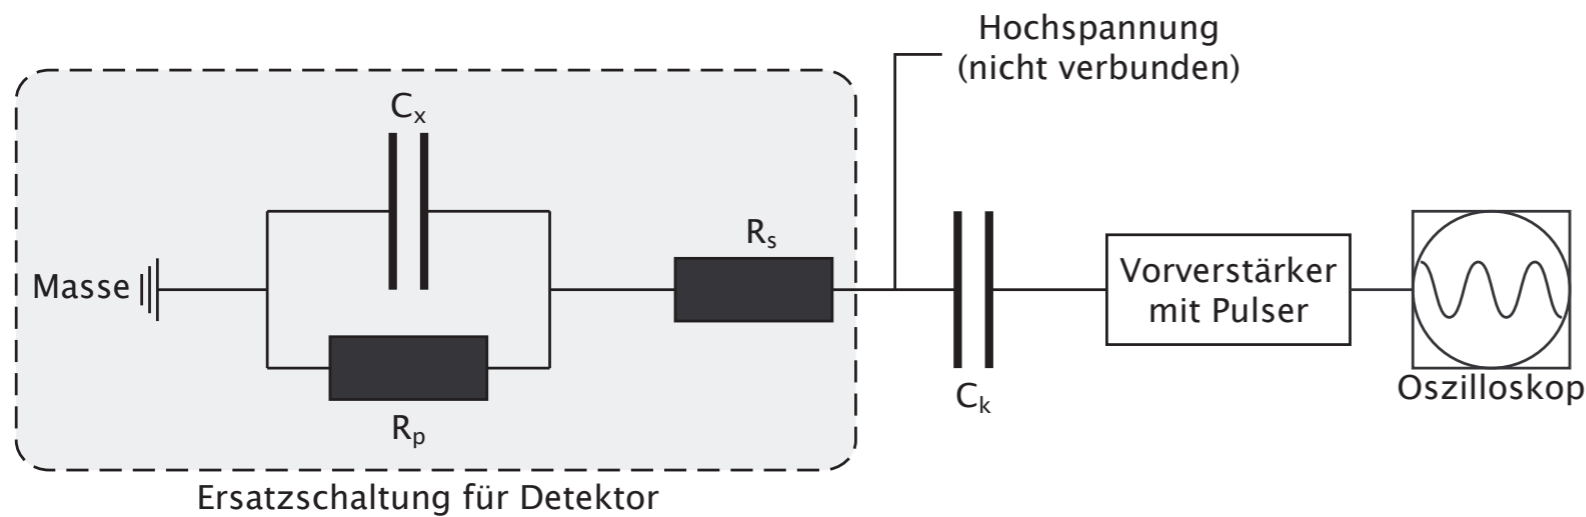 Hochspannung
(nicht verbunden)
Cx
Rs
Masse
Vorverstärker
mit Pulser
Oszilloskop
Ck
Rp
Ersatzschaltung für Detektor